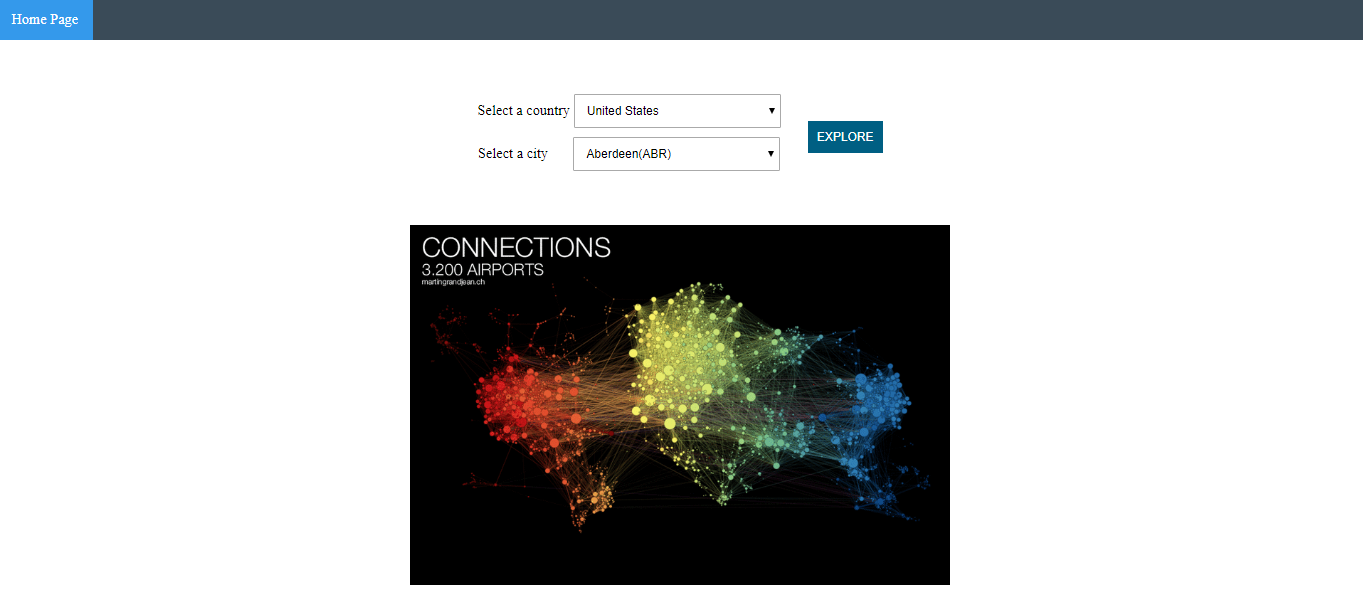 Home Page
Select a country United States
Select a city Aberdeen(ABR)
EXPLORE
CONNECTIONS
3.200 AIRPORTS
martingrandjean.ch